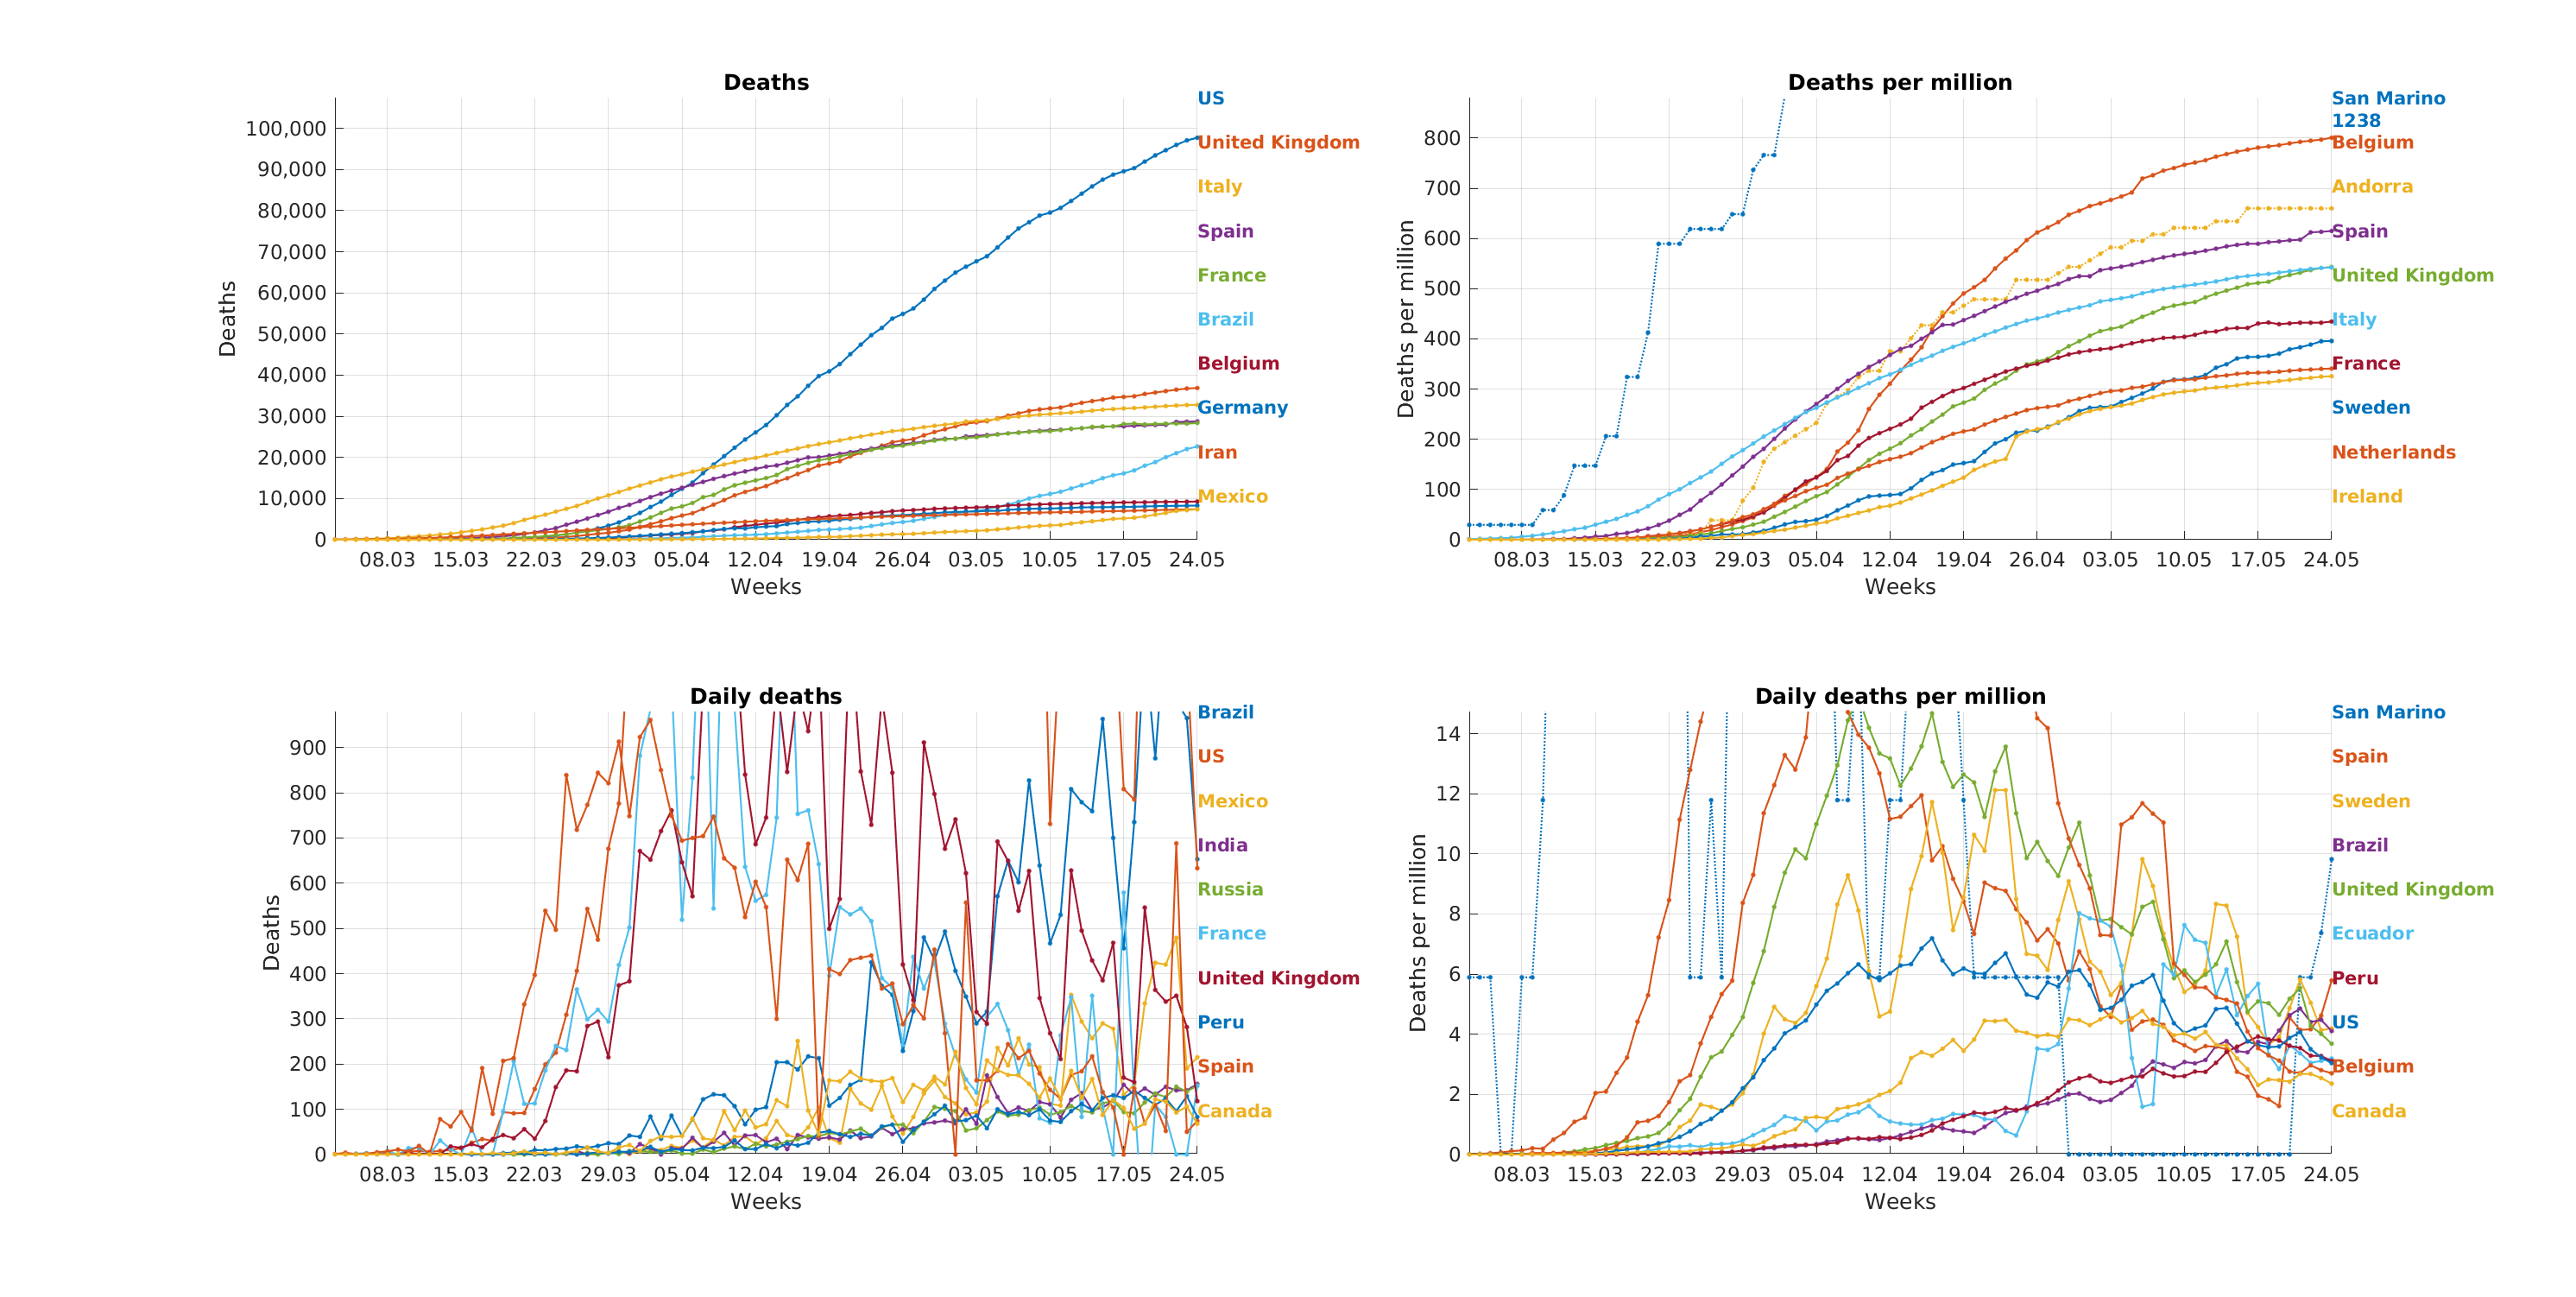 Deaths
100,000
90,000
80,000
70,000
60,000
50,000
40,000
30,000
20,000
10,000
0
Deaths
08.03 15.03 22.03 29.03 05.04 12.04 19.04 26.04 03.05 10.05 17.05 24.05
Weeks
US
United Kingdom
Italy
Spain
France
Brazil
Belgium
Germany
Iran
Mexico
Deaths per million
800
700
600
500
400
300
200
100
0
Deaths per million
08.03 15.03 22.03 29.03 05.04 12.04 19.04 26.04 03.05 10.05 17.05 24.05
Weeks
San Marino
1238
Belgium
Andorra
Spain
United Kingdom
Italy
France
Sweden
Netherlands
Ireland
Daily deaths
900
800
700
600
500
400
300
200
100
0
Deaths
08.03 15.03 22.03 29.03 05.04 12.04 19.04 26.04 03.05 10.05 17.05 24.05
Weeks
Brazil
US
Mexico
India
Russia
France
United Kingdom
Peru
Spain
Canada
Daily deaths per million
14
12
10
8
6
4
2
0
Deaths per million
08.03 15.03 22.03 29.03 05.04 12.04 19.04 26.04 03.05 10.05 17.05 24.05
Weeks
San Marino
Spain
Sweden
Brazil
United Kingdom
Ecuador
Peru
US
Belgium
Canada